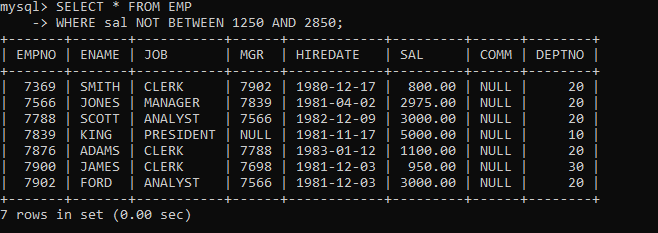 mysql> SELECT * FROM EMP
    -> WHERE sal NOT BETWEEN 1250 AND 2850;
+-------+-------+-----------+------+------------+---------+------+--------+
| EMPNO | ENAME | JOB       | MGR  | HIREDATE   | SAL     | COMM | DEPTNO |
+-------+-------+-----------+------+------------+---------+------+--------+
|  7369 | SMITH | CLERK     | 7902 | 1980-12-17 |  800.00 | NULL |     20 |
|  7566 | JONES | MANAGER   | 7839 | 1981-04-02 | 2975.00 | NULL |     20 |
|  7788 | SCOTT | ANALYST   | 7566 | 1982-12-09 | 3000.00 | NULL |     20 |
|  7839 | KING  | PRESIDENT | NULL | 1981-11-17 | 5000.00 | NULL |     10 |
|  7876 | ADAMS | CLERK     | 7788 | 1983-01-12 | 1100.00 | NULL |     20 |
|  7900 | JAMES | CLERK     | 7698 | 1981-12-03 |  950.00 | NULL |     30 |
|  7902 | FORD  | ANALYST   | 7566 | 1981-12-03 | 3000.00 | NULL |     20 |
+-------+-------+-----------+------+------------+---------+------+--------+
7 rows in set (0.00 sec)